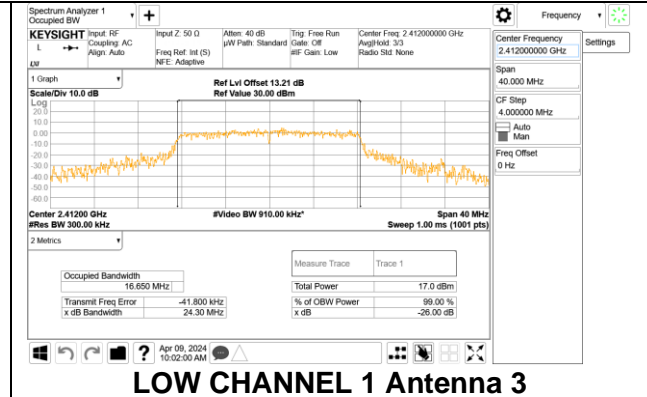 Spectrum Analyzer 1
Occupied BW
+
Frequency
KEYSIGHT
L
LXI
Input: RF
Coupling: AC
Align: Auto
Input Z: 50 Ω
Freq Ref: Int (S)
NFE: Adaptive
Atten: 40 dB
µW Path: Standard
Trig: Free Run
Gate: Off
#IF Gain: Low
Center Freq: 2.412000000 GHz
Avg|Hold: 3/3
Radio Std: None
Center Frequency
2.412000000 GHz
Settings
Span
40.000 MHz
CF Step
4.000000 MHz
Auto
Man
Freq Offset
0 Hz
1 Graph
Scale/Div 10.0 dB
Ref Lvl Offset 13.21 dB
Ref Value 30.00 dBm
Log
20.0
10.0
0.00
-10.0
-20.0
-30.0
-40.0
-50.0
-60.0
Center 2.41200 GHz
#Video BW 910.00 kHz*
Span 40 MHz
#Res BW 300.00 kHz
Sweep 1.00 ms (1001 pts)
2 Metrics
Measure Trace Trace 1
Occupied Bandwidth
16.650 MHz
Total Power 17.0 dBm
Transmit Freq Error -41.800 kHz
% of OBW Power 99.00 %
x dB Bandwidth 24.30 MHz
x dB -26.00 dB
?
Apr 09, 2024
10:02:00 AM
LOW CHANNEL 1 Antenna 3